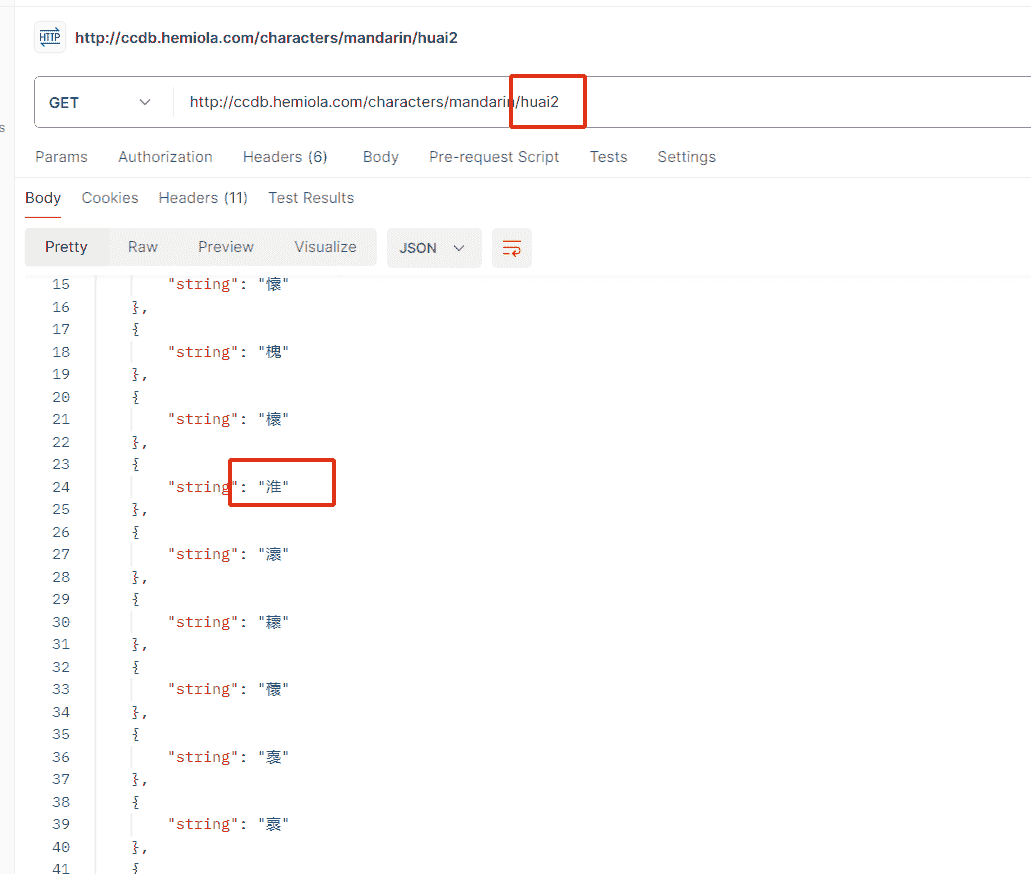 HTTP http://ccdb.hemiola.com/characters/mandarin/huai2
GET http://ccdb.hemiola.com/characters/mandarin/huai2
s
Params Authorization Headers (6) Body Pre-request Script Tests Settings
Body Cookies Headers (11) Test Results
Pretty Raw Preview Visualize JSON
15 "string": "懷"
16 },
17 {
18 "string": "槐"
19 },
20 {
21 "string": "櫰"
22 },
23 {
24 "string": "淮"
25 },
26 {
27 "string": "瀤"
28 },
29 {
30 "string": "耲"
31 },
32 {
33 "string": "蘹"
34 },
35 {
36 "string": "褱"
37 },
38 {
39 "string": "褢"
40 },
41 {